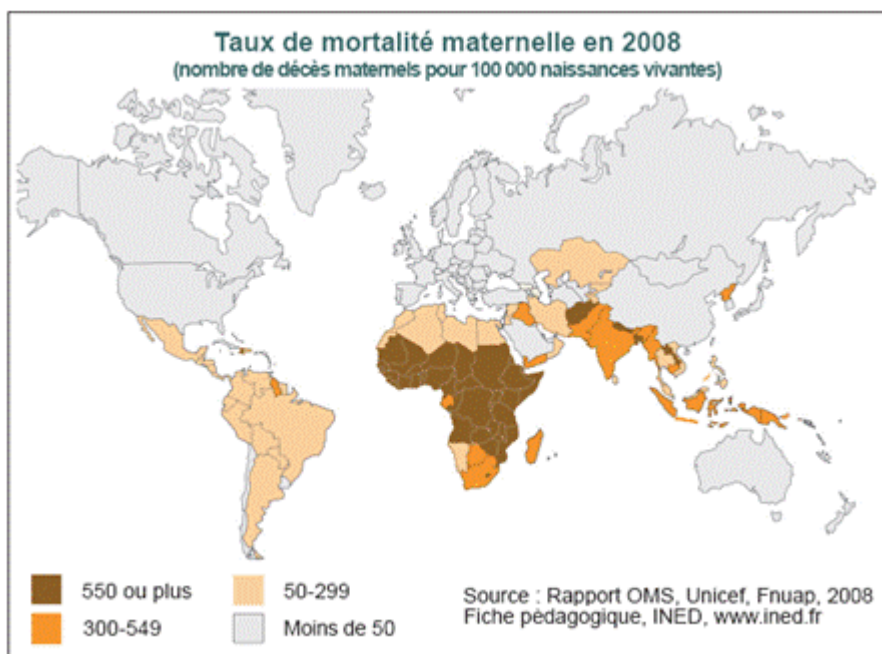 Taux de mortalité maternelle en 2008
(nombre de décès maternels pour 100 000 naissances vivantes)
550 ou plus
300-549
50-299
Moins de 50
Source : Rapport OMS, Unicef, Fnuap, 2008
Fiche pèdagogique, INED, www.ined.fr